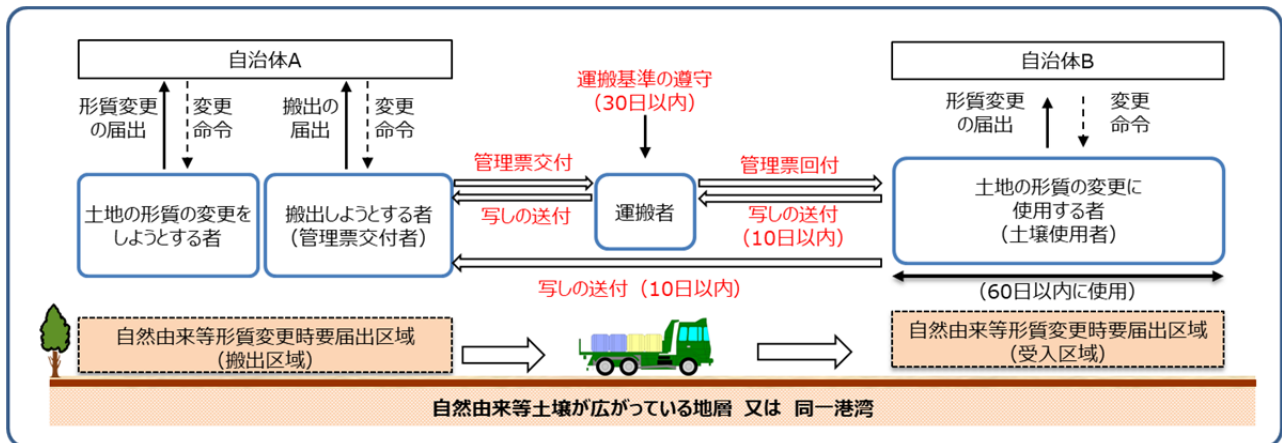 自治体A
自治体B
運搬基準の遵守
(30日以内)
形質変更
の届出
変更
命令
搬出の
届出
変更
命令
形質変更
の届出
変更
命令
管理票交付
管理票回付
土地の形質の変更を
しようとする者
搬出しようとする者
(管理票交付者)
写しの送付
運搬者
写しの送付
(10日以内)
土地の形質の変更に
使用する者
(土壌使用者)
写しの送付(10日以内)
(60日以内に使用)
自然由来等形質変更時要届出区域
(搬出区域)
自然由来等形質変更時要届出区域
(受入区域)
自然由来等土壌が広がっている地層 又は 同一港湾